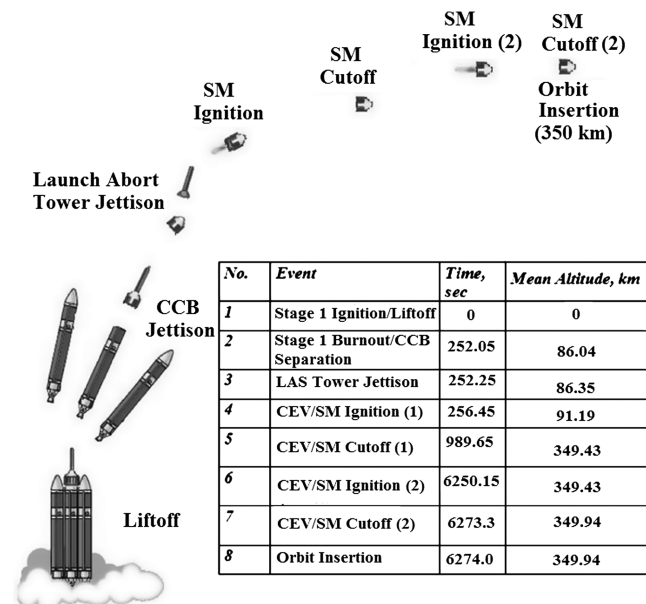 SM
Ignition (2)
SM
Cutoff (2)
SM
Cutoff
Orbit
Insertion
(350 km)
SM
Ignition
Launch Abort
Tower Jettison
CCB
Jettison
Liftoff
No. Event Time, sec Mean Altitude, km
1 Stage 1 Ignition/Liftoff 0 0
2 Stage 1 Burnout/CCB Separation 252.05 86.04
3 LAS Tower Jettison 252.25 86.35
4 CEV/SM Ignition (1) 256.45 91.19
5 CEV/SM Cutoff (1) 989.65 349.43
6 CEV/SM Ignition (2) 6250.15 349.43
7 CEV/SM Cutoff (2) 6273.3 349.94
8 Orbit Insertion 6274.0 349.94